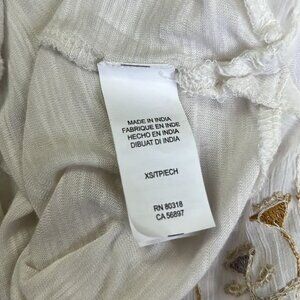 MADE IN INDIA
FABRIQUE EN INDE
HECHO EN INDIA
DIBUAT DI INDIA
XS/TP/ECH
RN 80318
CA 56897